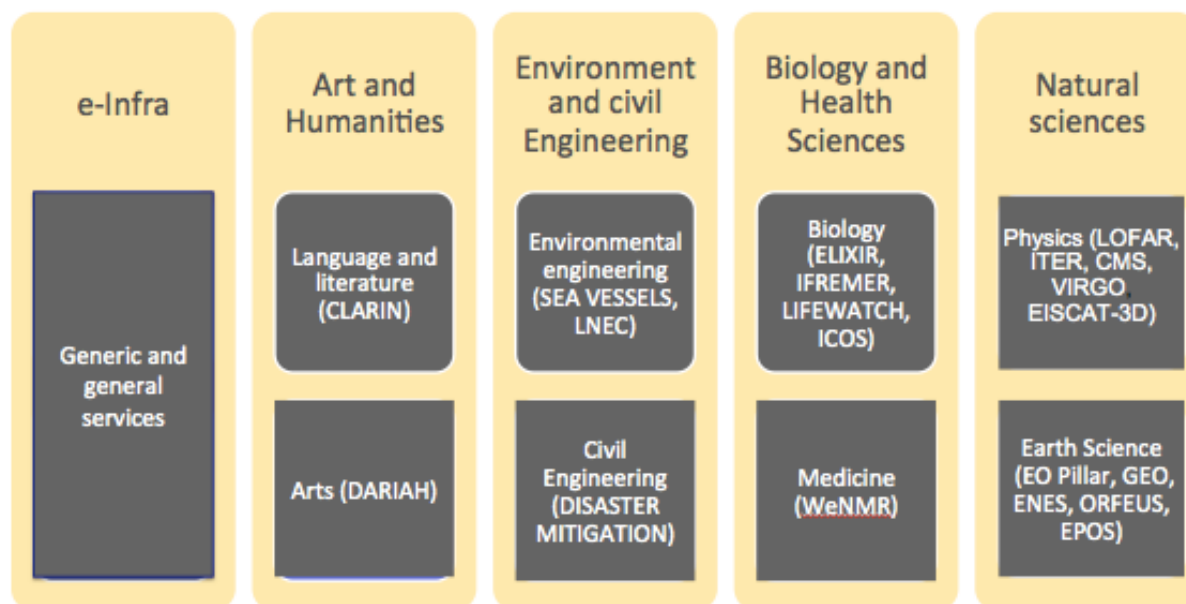 e-Infra
Generic and
general
services
Art and
Humanities
Language and
literature
(CLARIN)
Arts (DARIAH)
Environment
and civil
Engineering
Environmental
engineering
(SEA VESSELS,
LNEC)
Civil
Engineering
(DISASTER
MITIGATION)
Biology and
Health
Sciences
Biology
(ELIXIR,
IFREMER,
LIFEWATCH,
ICOS)
Medicine
(WeNMR)
Natural
sciences
Physics (LOFAR,
ITER, CMS,
VIRGO,
EISCAT-3D)
Earth Science
(EO Pillar, GEO,
ENES, ORFEUS,
EPOS)